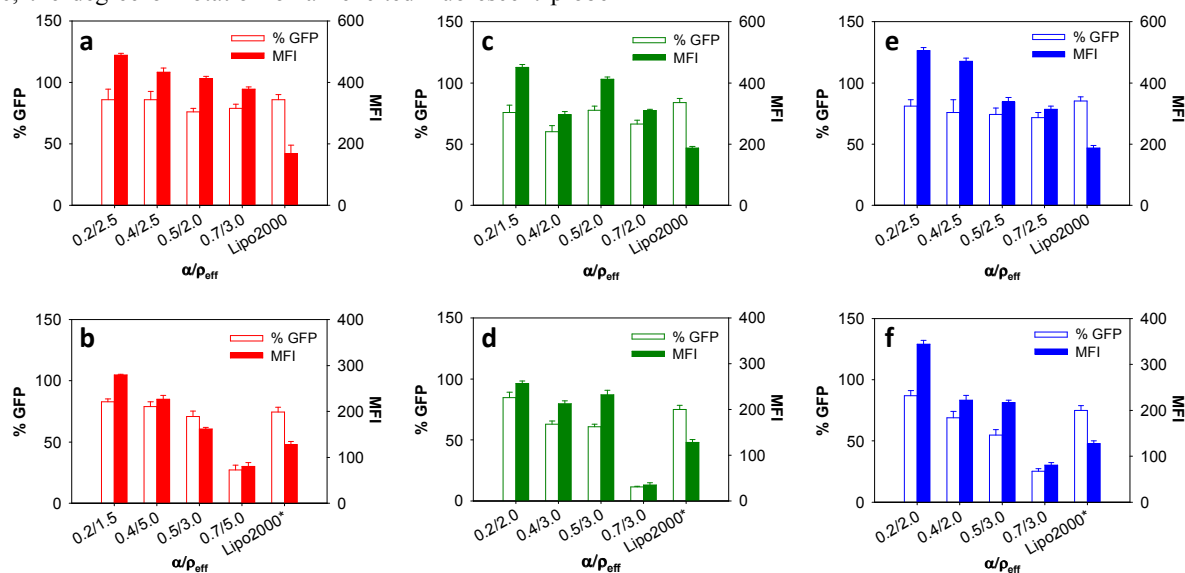 the degree of rotation of an excited fluorescent probe
a
% GFP
MFI
150
100
50
0
600
400
200
0
% GFP
MFI
0.2/2.5
0.4/2.5
0.5/2.0
0.7/3.0
Lipo2000
α/ρeff
c
% GFP
MFI
150
100
50
0
600
400
200
0
% GFP
MFI
0.2/1.5
0.4/2.0
0.5/2.0
0.7/2.0
Lipo2000
α/ρeff
e
% GFP
MFI
150
100
50
0
600
400
200
0
% GFP
MFI
0.2/2.5
0.4/2.5
0.5/2.5
0.7/2.5
Lipo2000
α/ρeff
b
% GFP
MFI
150
100
50
0
400
300
200
100
0
% GFP
MFI
0.2/1.5
0.4/5.0
0.5/3.0
0.7/5.0
Lipo2000*
α/ρeff
d
% GFP
MFI
150
100
50
0
400
300
200
100
0
% GFP
MFI
0.2/2.0
0.4/3.0
0.5/3.0
0.7/3.0
Lipo2000*
α/ρeff
f
% GFP
MFI
150
100
50
0
400
300
200
100
0
% GFP
MFI
0.2/2.0
0.4/2.0
0.5/3.0
0.7/3.0
Lipo2000*
α/ρeff